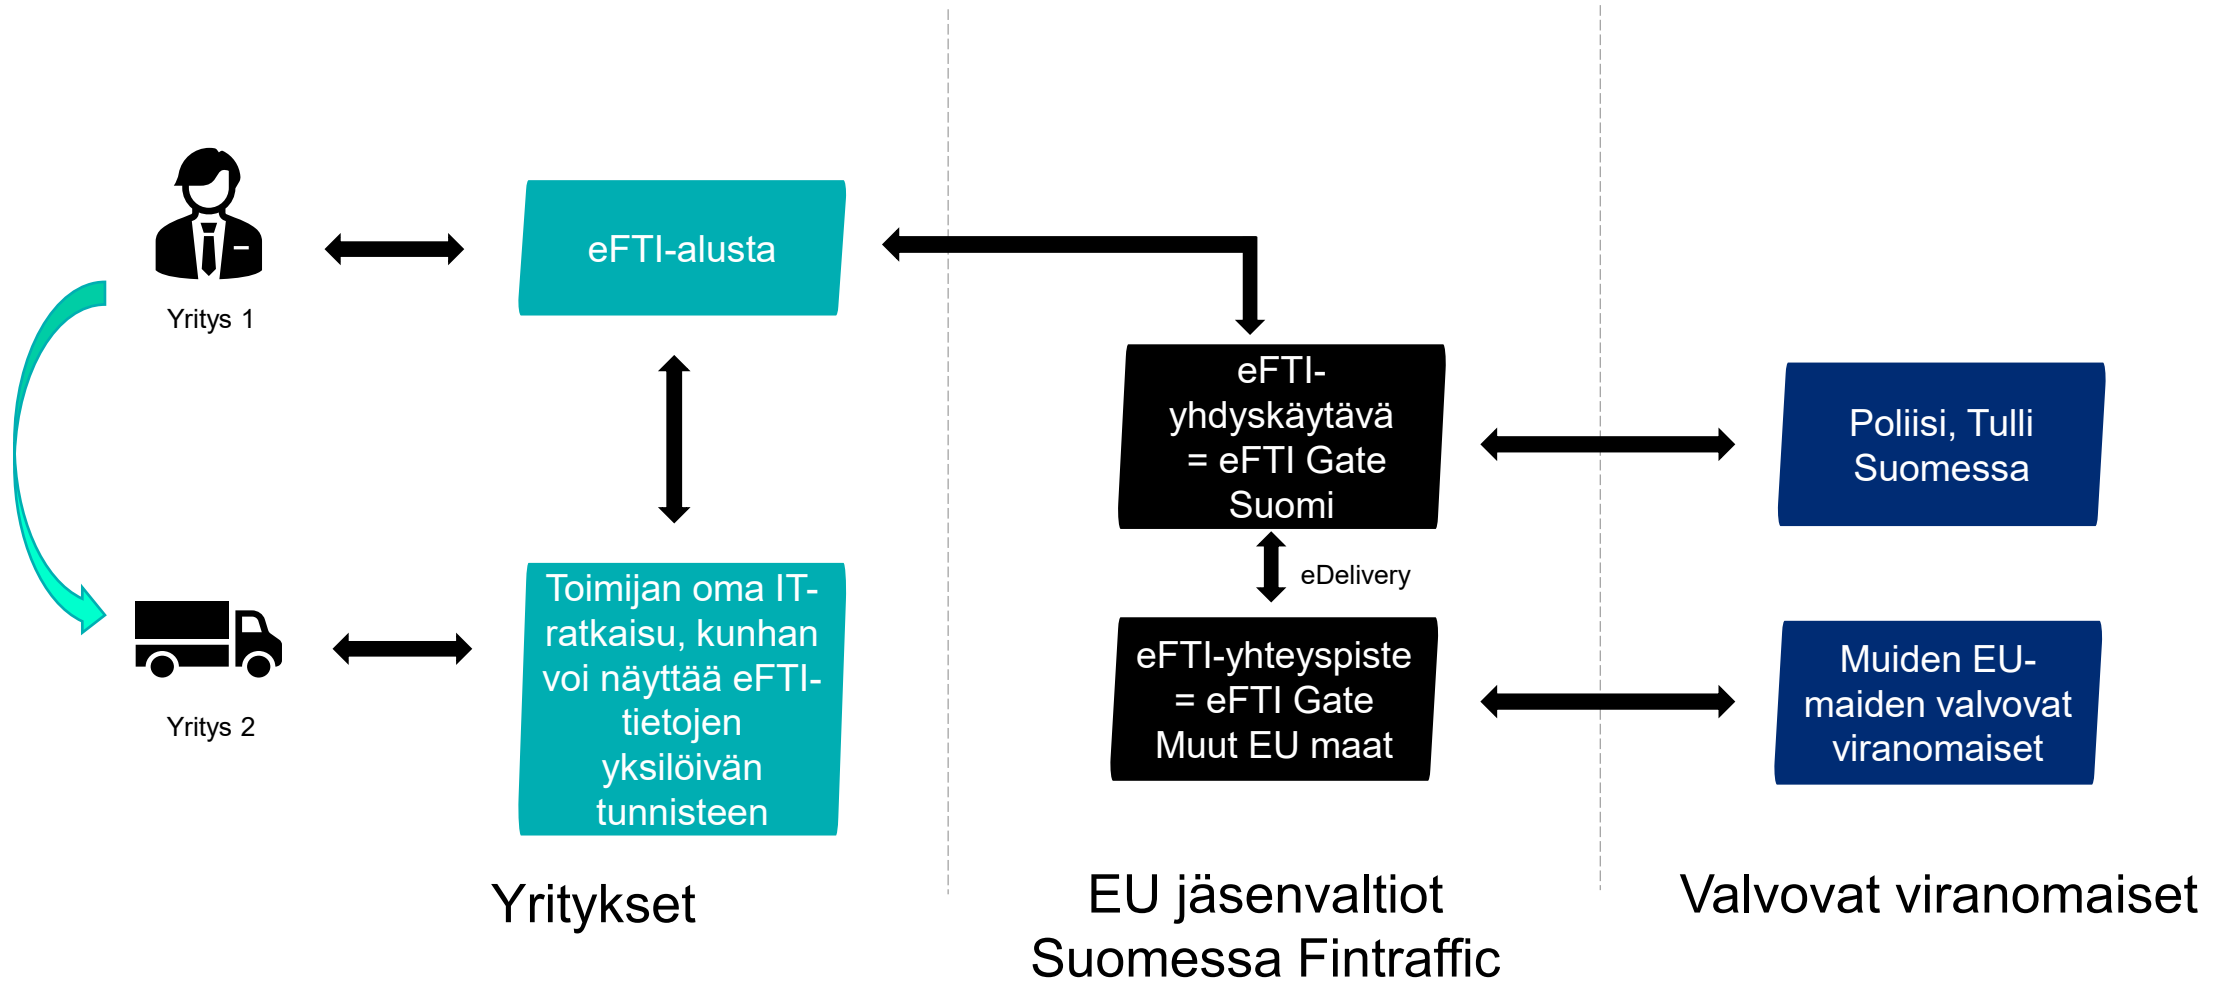 eFTI-alusta
Yritys 1
eFTI-
yhdyskäytävä
= eFTI Gate
Suomi
Poliisi, Tulli
Suomessa
eDelivery
Toimijan oma IT-
ratkaisu, kunhan
voi näyttää eFTI-
tietojen
yksilöivän
tunnisteen
Yritys 2
eFTI-yhteyspiste
= eFTI Gate
Muut EU maat
Muiden EU-
maiden valvovat
viranomaiset
Yritykset
EU jäsenvaltiot
Suomessa Fintraffic
Valvovat viranomaiset